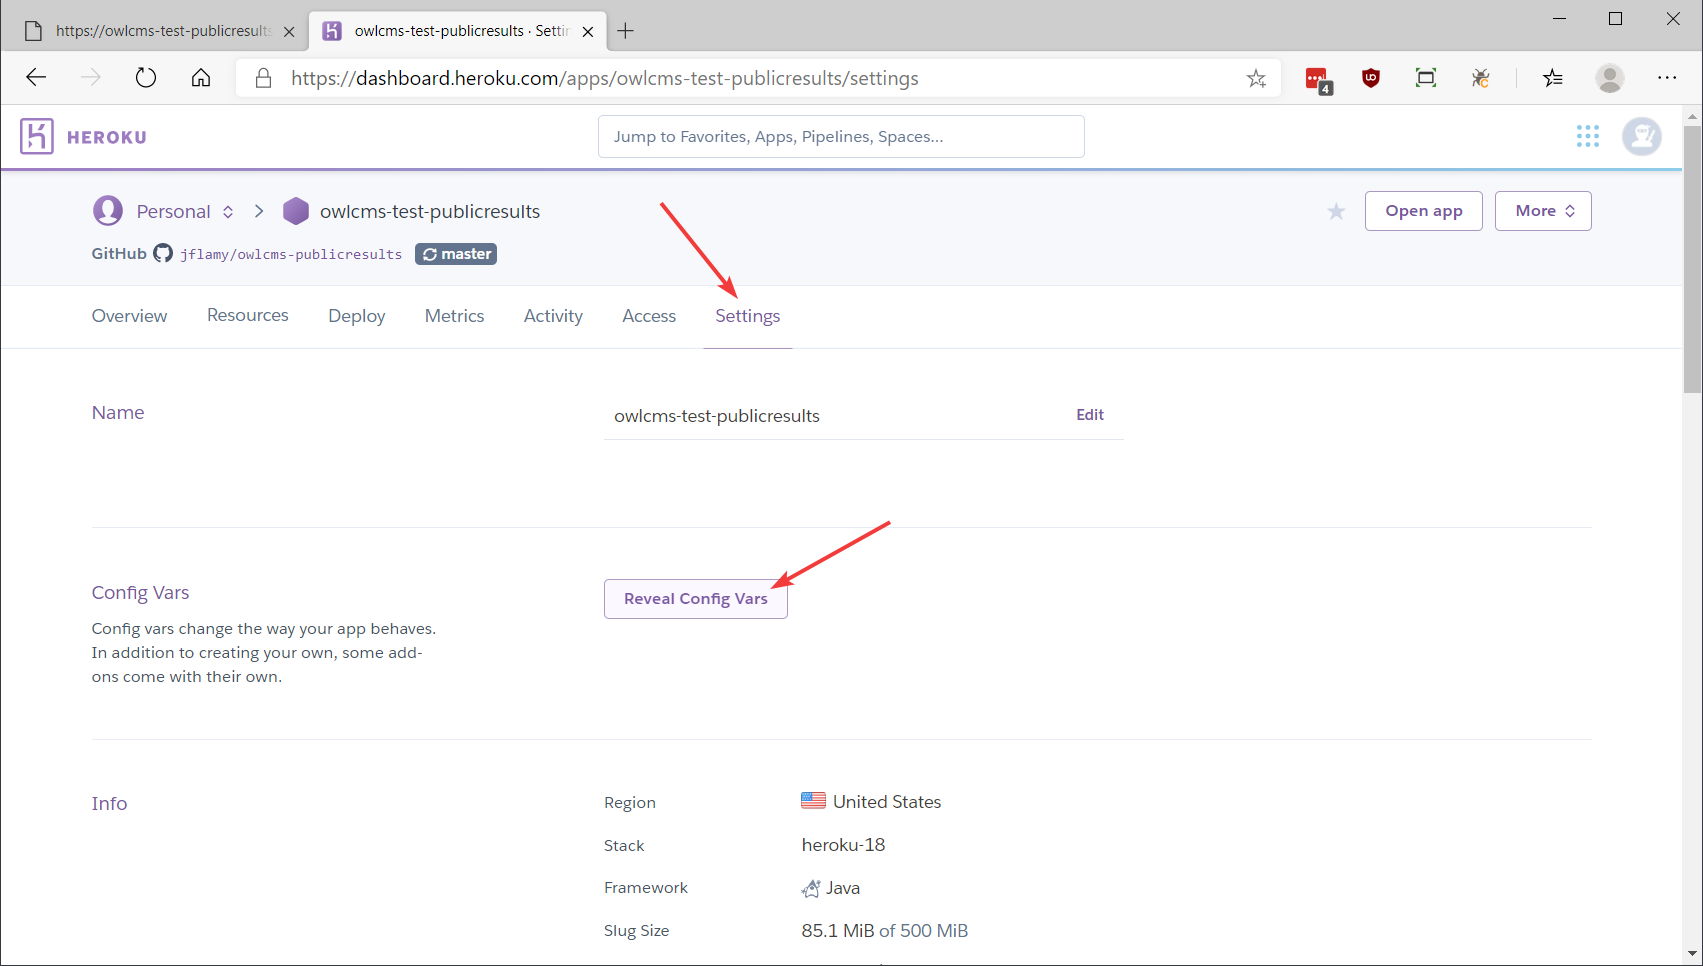 https://owlcms-test-publicresults
owlcms-test-publicresults · Settin
https://dashboard.heroku.com/apps/owlcms-test-publicresults/settings
4
HEROKU
Jump to Favorites, Apps, Pipelines, Spaces...
Personal
owlcms-test-publicresults
Open app
More
GitHub jflamy/owlcms-publicresults master
Overview Resources Deploy Metrics Activity Access Settings
Name
owlcms-test-publicresults
Edit
Config Vars
Config vars change the way your app behaves.
In addition to creating your own, some add-
ons come with their own.
Reveal Config Vars
Info
Region United States
Stack heroku-18
Framework Java
Slug Size 85.1 MiB of 500 MiB